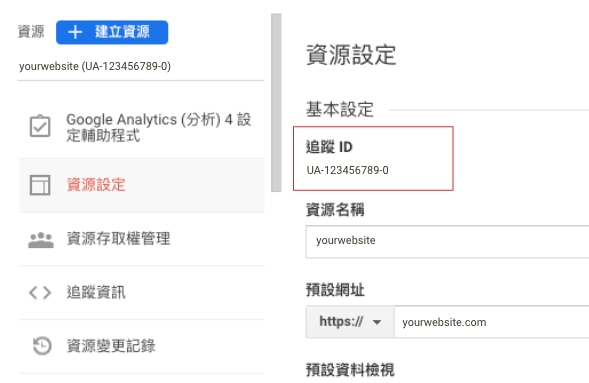 資源
+ 建立資源
yourwebsite (UA-123456789-0)
Google Analytics (分析) 4 設
定輔助程式
資源設定
資源存取權管理
追蹤資訊
資源變更記錄
資源設定
基本設定
追蹤 ID
UA-123456789-0
資源名稱
yourwebsite
預設網址
https://
yourwebsite.com
預設資料檢視